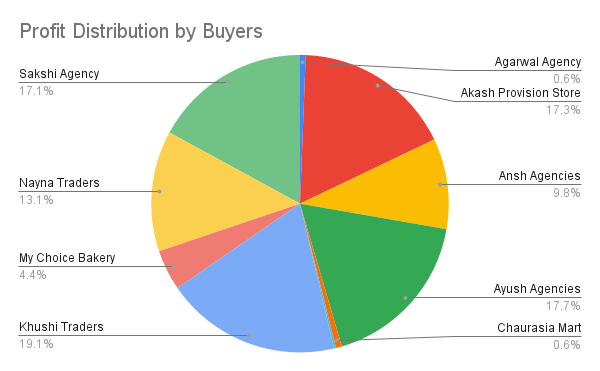 Profit Distribution by Buyers
Agarwal Agency
0.6%
Akash Provision Store
17.3%
Ansh Agencies
9.8%
Ayush Agencies
17.7%
Chaurasia Mart
0.6%
Khushi Traders
19.1%
My Choice Bakery
4.4%
Nayna Traders
13.1%
Sakshi Agency
17.1%